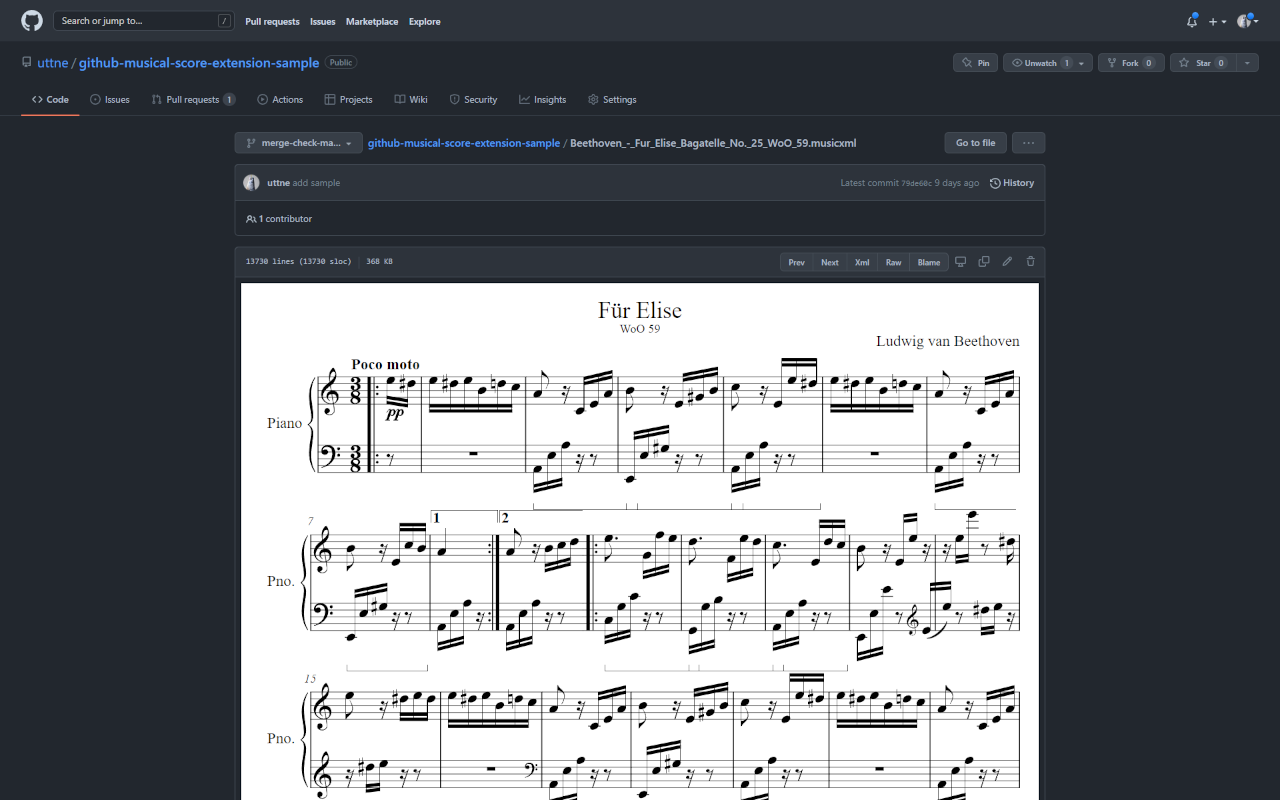 Search or jump to... /
Pull requests Issues Marketplace Explore
uttne / github-musical-score-extension-sample Public
Pin Unwatch 1 Fork 0 Star 0
Code Issues Pull requests 1 Actions Projects Wiki Security Insights Settings
merge-check-ma... github-musical-score-extension-sample / Beethoven_-_Fur_Elise_Bagatelle_No._25_WoO_59.musicxml Go to file ...
uttne add sample Latest commit 79de60c 9 days ago History
1 contributor
13730 lines (13730 sloc) 368 KB Prev Next Xml Raw Blame
Für Elise
WoO 59
Ludwig van Beethoven
Poco moto
3
8
pp
Piano
3
8
7
1
2
Pno.
15
Pno.